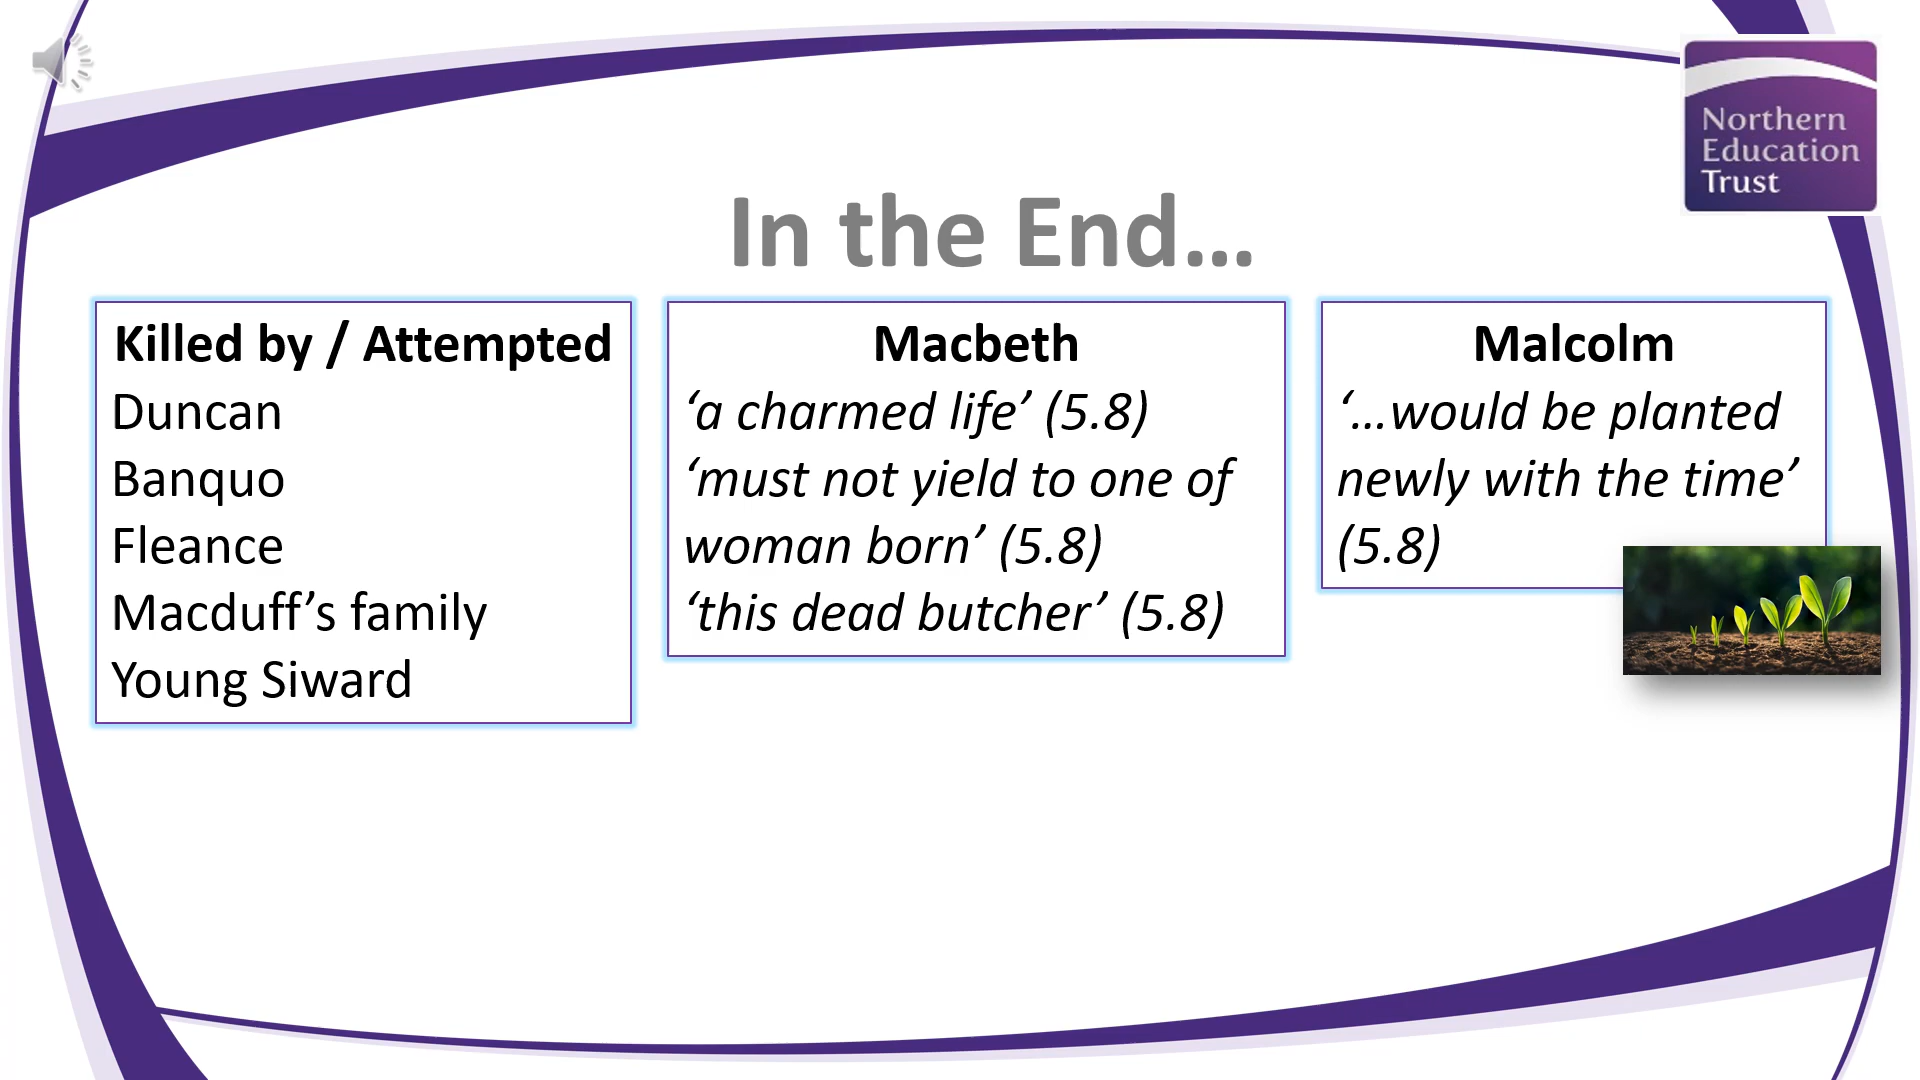 Northern
Education
Trust
In the End...
Killed by / Attempted
Duncan
Banquo
Fleance
Macduff’s family
Young Siward
Macbeth
‘a charmed life’ (5.8)
‘must not yield to one of
woman born’ (5.8)
‘this dead butcher’ (5.8)
Malcolm
‘...would be planted
newly with the time’
(5.8)